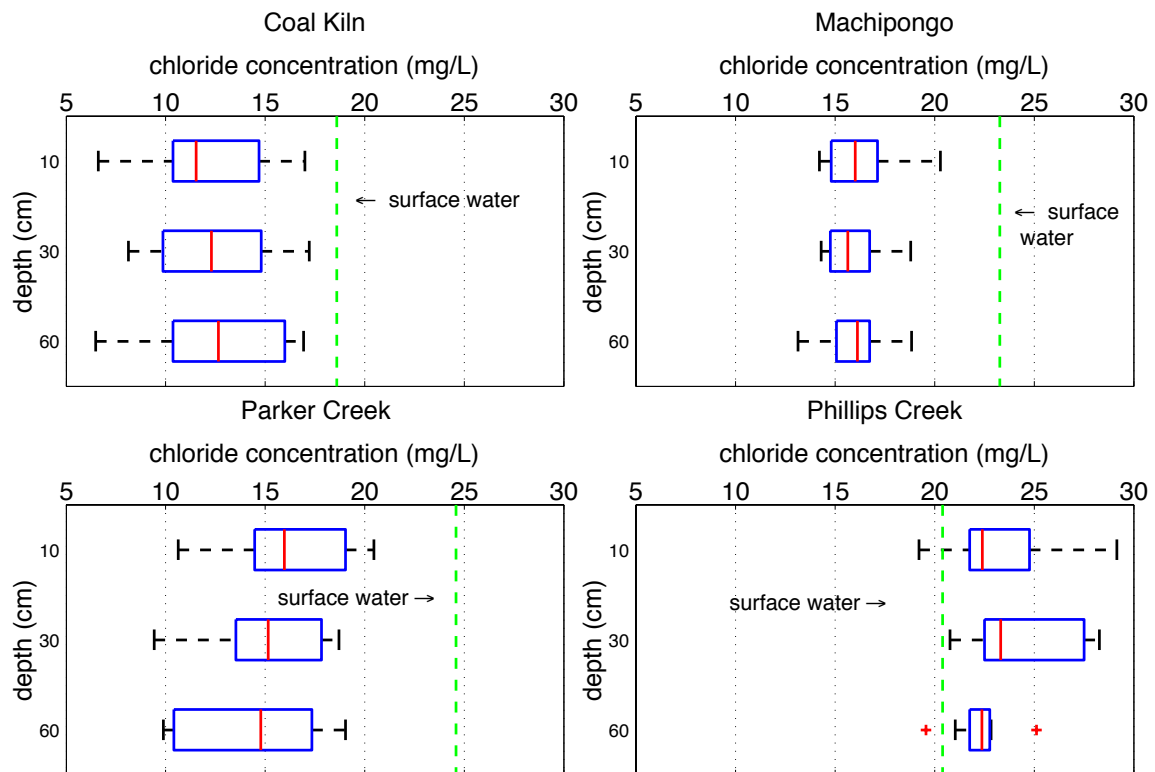 Coal Kiln
chloride concentration (mg/L)
5 10 15 20 25 30
depth (cm)
10
← surface water
30
60
Machipongo
chloride concentration (mg/L)
5 10 15 20 25 30
depth (cm)
10
← surface
water
30
60
Parker Creek
chloride concentration (mg/L)
5 10 15 20 25 30
depth (cm)
10
surface water →
30
60
Phillips Creek
chloride concentration (mg/L)
5 10 15 20 25 30
depth (cm)
10
surface water →
30
60